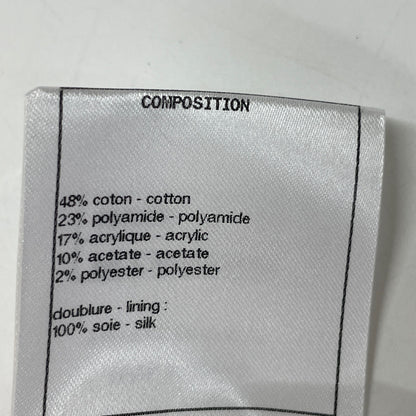 COMPOSITION
48% coton - cotton
23% polyamide - polyamide
17% acrylique - acrylic
10% acetate - acetate
2% polyester - polyester
doublure - lining :
100% soie - silk